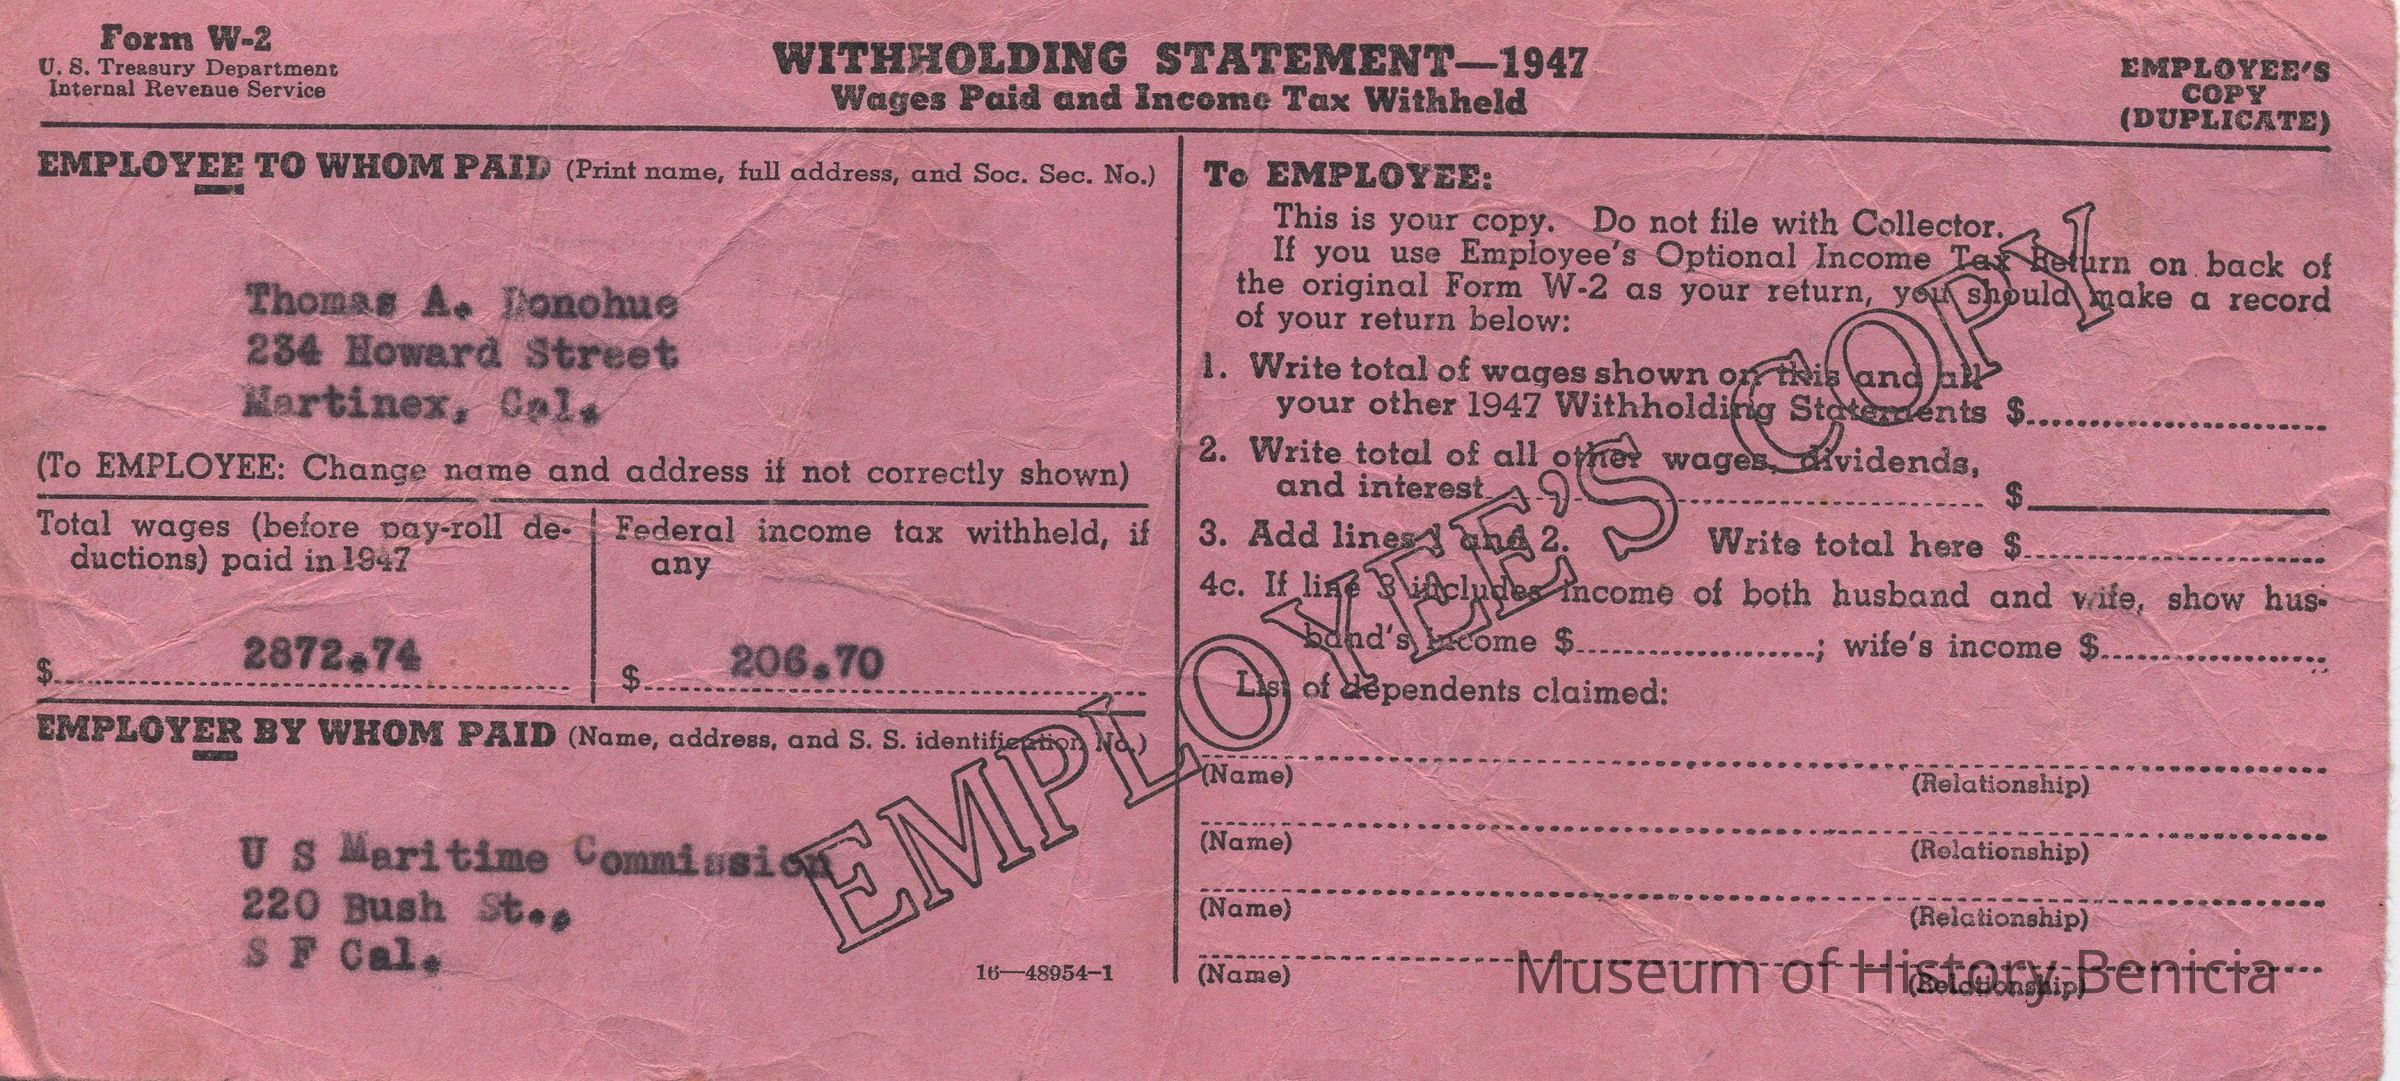 Form W-2
U. S. Treasury Department
Internal Revenue Service
WITHHOLDING STATEMENT—1947
Wages Paid and Income Tax Withheld
EMPLOYEE'S
COPY
(DUPLICATE)
EMPLOYEE TO WHOM PAID (Print name, full address, and Soc. Sec. No.)
Thomas A. Donohue
234 Howard Street
Martinex, Cal.
(To EMPLOYEE: Change name and address if not correctly shown)
Total wages (before pay-roll de-
ductions) paid in 1947
$ 2872.74
Federal income tax withheld, if
any
$ 206.70
EMPLOYER BY WHOM PAID (Name, address, and S. S. identification No.)
U S Maritime Commission
220 Bush St.,
S F Cal.
16—48954-1
To EMPLOYEE:
This is your copy. Do not file with Collector.
If you use Employee's Optional Income Tax Return on back of
the original Form W-2 as your return, you should make a record
of your return below:
1. Write total of wages shown on this and all
your other 1947 Withholding Statements $
2. Write total of all other wages, dividends,
and interest $
3. Add lines 1 and 2. Write total here $
4c. If line 3 includes income of both husband and wife, show hus-
band's income $ ; wife's income $
List of dependents claimed:
(Name) (Relationship)
(Name) (Relationship)
(Name) (Relationship)
(Name) (Relationship)
EMPLOYEE'S COPY
Museum of History Benicia